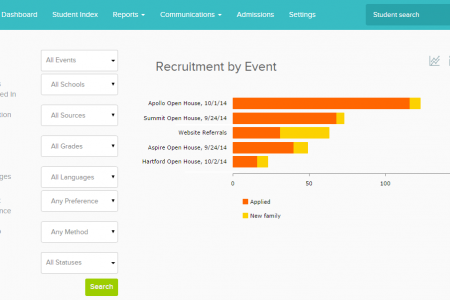 Dashboard Student Index Reports Communications Admissions Settings Student search
All Events
All Schools
ed In
All Sources
All Grades
All Languages
ges
Any Preference
Any Method
All Statuses
Search
Recruitment by Event
Apollo Open House, 10/1/14
Summit Open House, 9/24/14
Website Referrals
Aspire Open House, 9/24/14
Hartford Open House, 10/2/14
0 50 100
Applied
New family